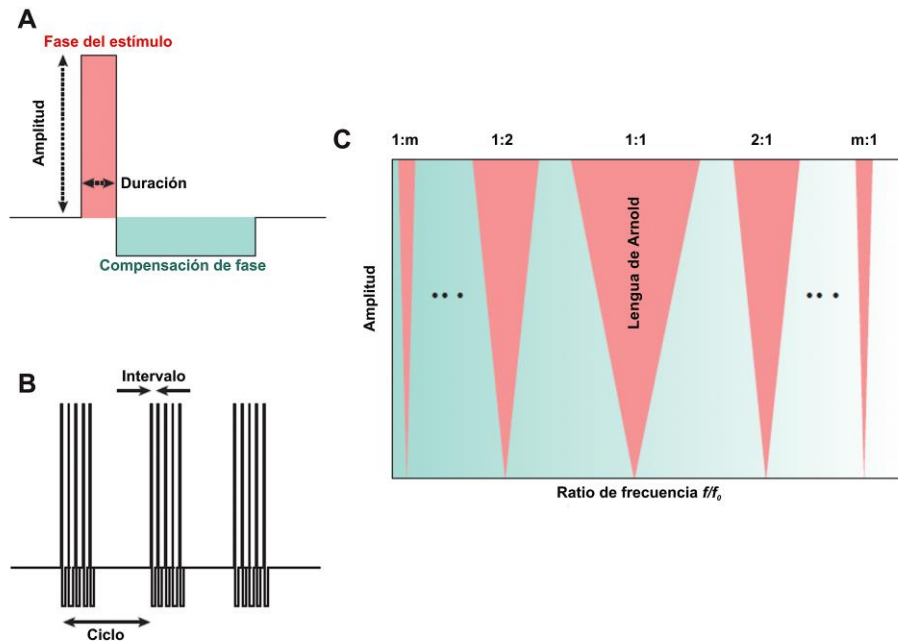 A
Fase del estímulo
Amplitud
Duración
Compensación de fase
B
Intervalo
Ciclo
C
1:m
1:2
1:1
2:1
m:1
Lengua de Arnold
Amplitud
Ratio de frecuencia f/f₀